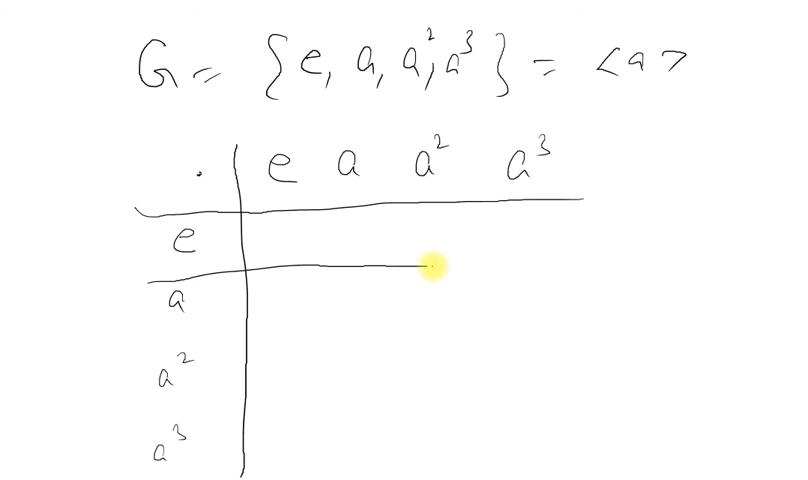 G = {e, a, a², a³} = <a>
· e a a² a³
e
a
a²
a³